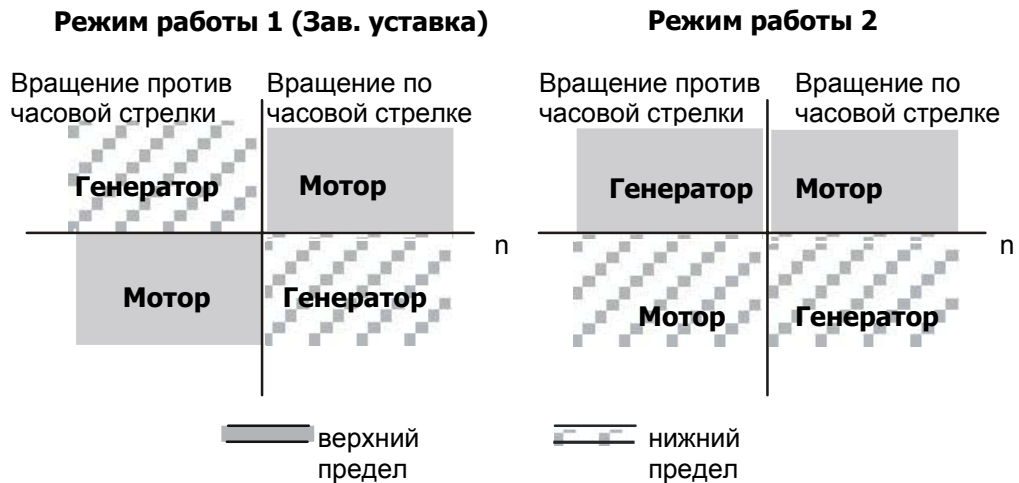 Режим работы 1 (Зав. уставка)
Вращение против
часовой стрелки
Вращение по
часовой стрелке
Генератор
Мотор
n
Мотор
Генератор
Режим работы 2
Вращение против
часовой стрелки
Вращение по
часовой стрелке
Генератор
Мотор
n
Мотор
Генератор
верхний
предел
нижний
предел